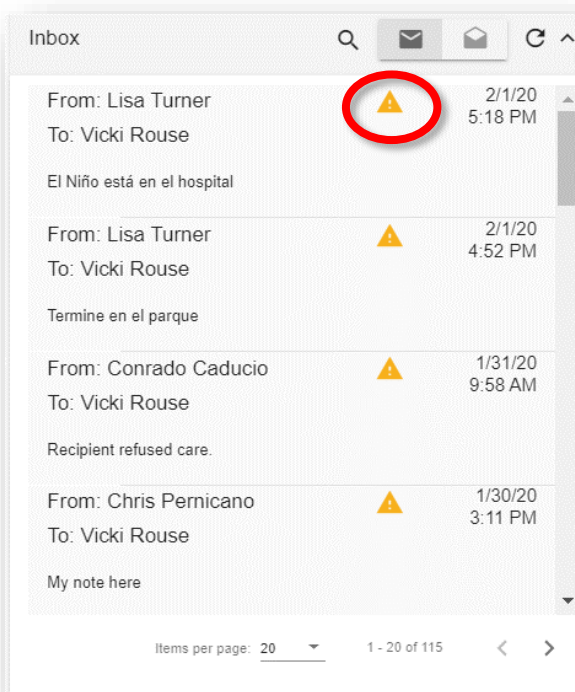 Inbox
From: Lisa Turner
2/1/20
To: Vicki Rouse
5:18 PM
El Niño está en el hospital
From: Lisa Turner
2/1/20
To: Vicki Rouse
4:52 PM
Termine en el parque
From: Conrado Caducio
1/31/20
To: Vicki Rouse
9:58 AM
Recipient refused care.
From: Chris Pernicano
1/30/20
To: Vicki Rouse
3:11 PM
My note here
Items per page: 20 1 - 20 of 115